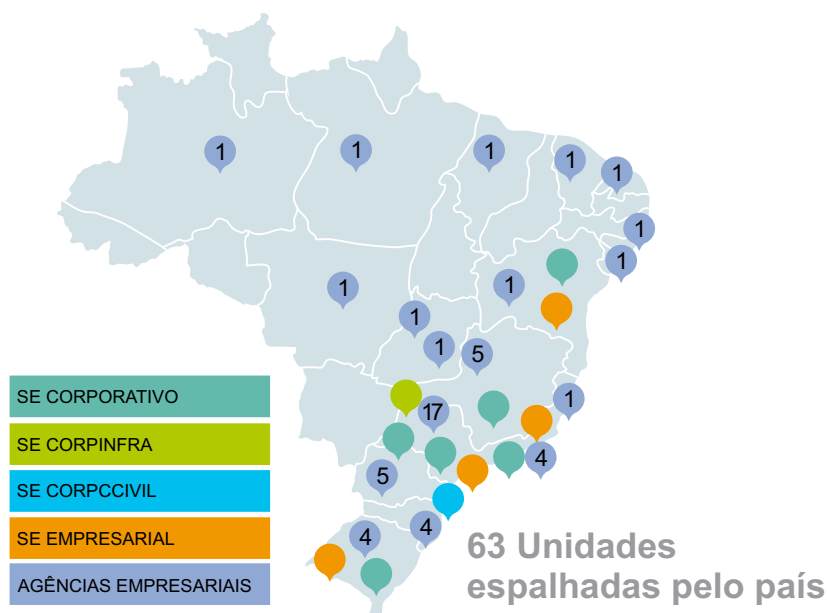 1
1
1
1
1
1
1
1
1
1
1
5
1
17
4
5
4
4
SE CORPORATIVO
SE CORPINFRA
SE CORPCCIVIL
SE EMPRESARIAL
AGÊNCIAS EMPRESARIAIS
63 Unidades
espalhadas pelo país